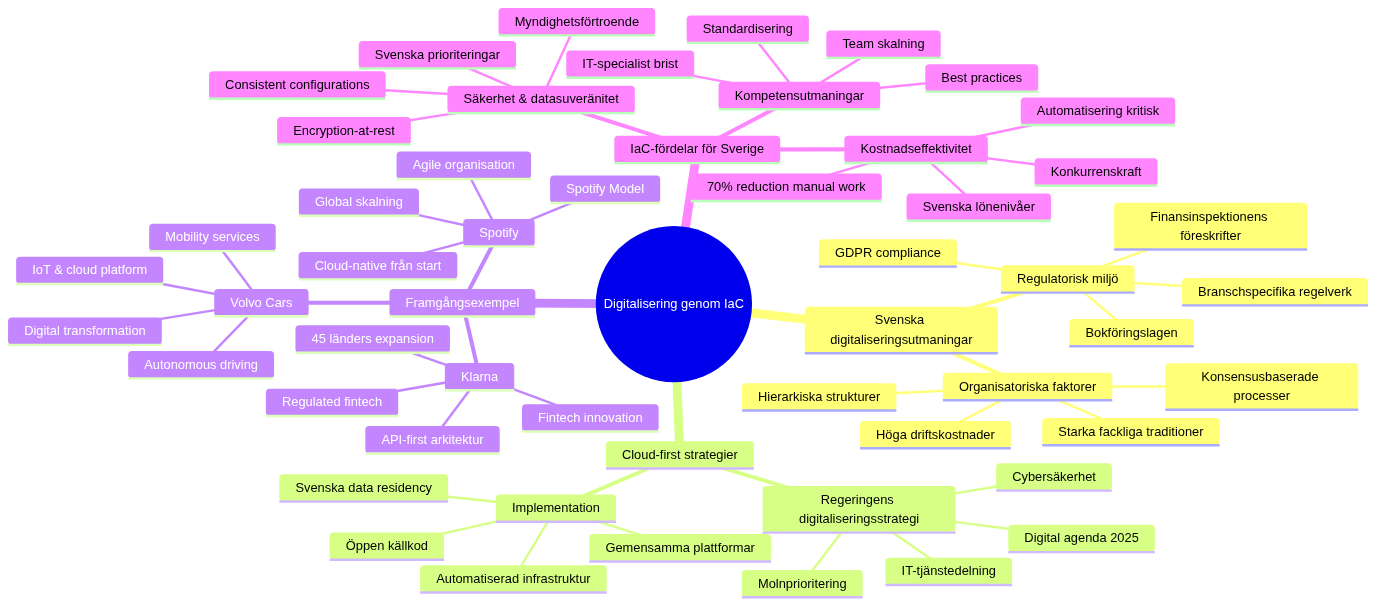 Digitalisering genom IaC
IaC-fördelar för Sverige
Säkerhet & datasuveränitet
Myndighetsförtroende
Svenska prioriteringar
Consistent configurations
Encryption-at-rest
Kompetensutmaningar
Standardisering
IT-specialist brist
Team skalning
Best practices
Kostnadseffektivitet
Automatisering kritisk
Konkurrenskraft
70% reduction manual work
Svenska lönenivåer
Svenska
digitaliseringsutmaningar
Regulatorisk miljö
GDPR compliance
Finansinspektionens
föreskrifter
Branschspecifika regelverk
Bokföringslagen
Organisatoriska faktorer
Hierarkiska strukturer
Konsensusbaserade
processer
Höga driftskostnader
Starka fackliga traditioner
Cloud-first strategier
Regeringens
digitaliseringsstrategi
Cybersäkerhet
Digital agenda 2025
IT-tjänstedelning
Molnprioritering
Implementation
Svenska data residency
Öppen källkod
Automatiserad infrastruktur
Gemensamma plattformar
Framgångsexempel
Spotify
Agile organisation
Spotify Model
Global skalning
Cloud-native från start
Volvo Cars
Mobility services
IoT & cloud platform
Digital transformation
Autonomous driving
Klarna
45 länders expansion
Regulated fintech
API-first arkitektur
Fintech innovation